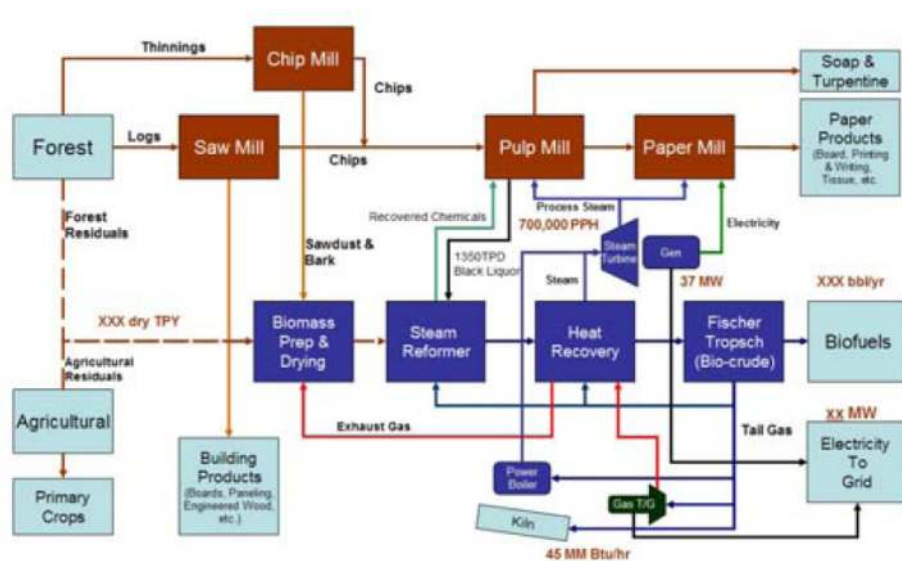 Thinnings
Chip Mill
Chips
Soap &
Turpentine
Forest
Logs
Saw Mill
Chips
Pulp Mill
Paper Mill
Paper
Products
(Board, Printing
& Writing,
Tissue, etc.
Forest
Residuals
Sawdust &
Bark
Recovered Chemicals
1350TPD
Black Liquor
Process Steam
700,000 PPH
Steam
Turbine
Steam
Gen
37 MW
Electricity
XXX bbl/yr
XXX dry TPY
Agricultural
Residuals
Biomass
Prep &
Drying
Steam
Reformer
Heat
Recovery
Fischer
Tropsch
(Bio-crude)
Biofuels
Agricultural
Exhaust Gas
Tail Gas
XX MW
Electricity
To
Grid
Primary
Crops
Building
Products
(Boards, Paneling,
Engineered Wood,
etc.)
Power
Boiler
Gas T/G
Kiln
45 MM Btu/hr